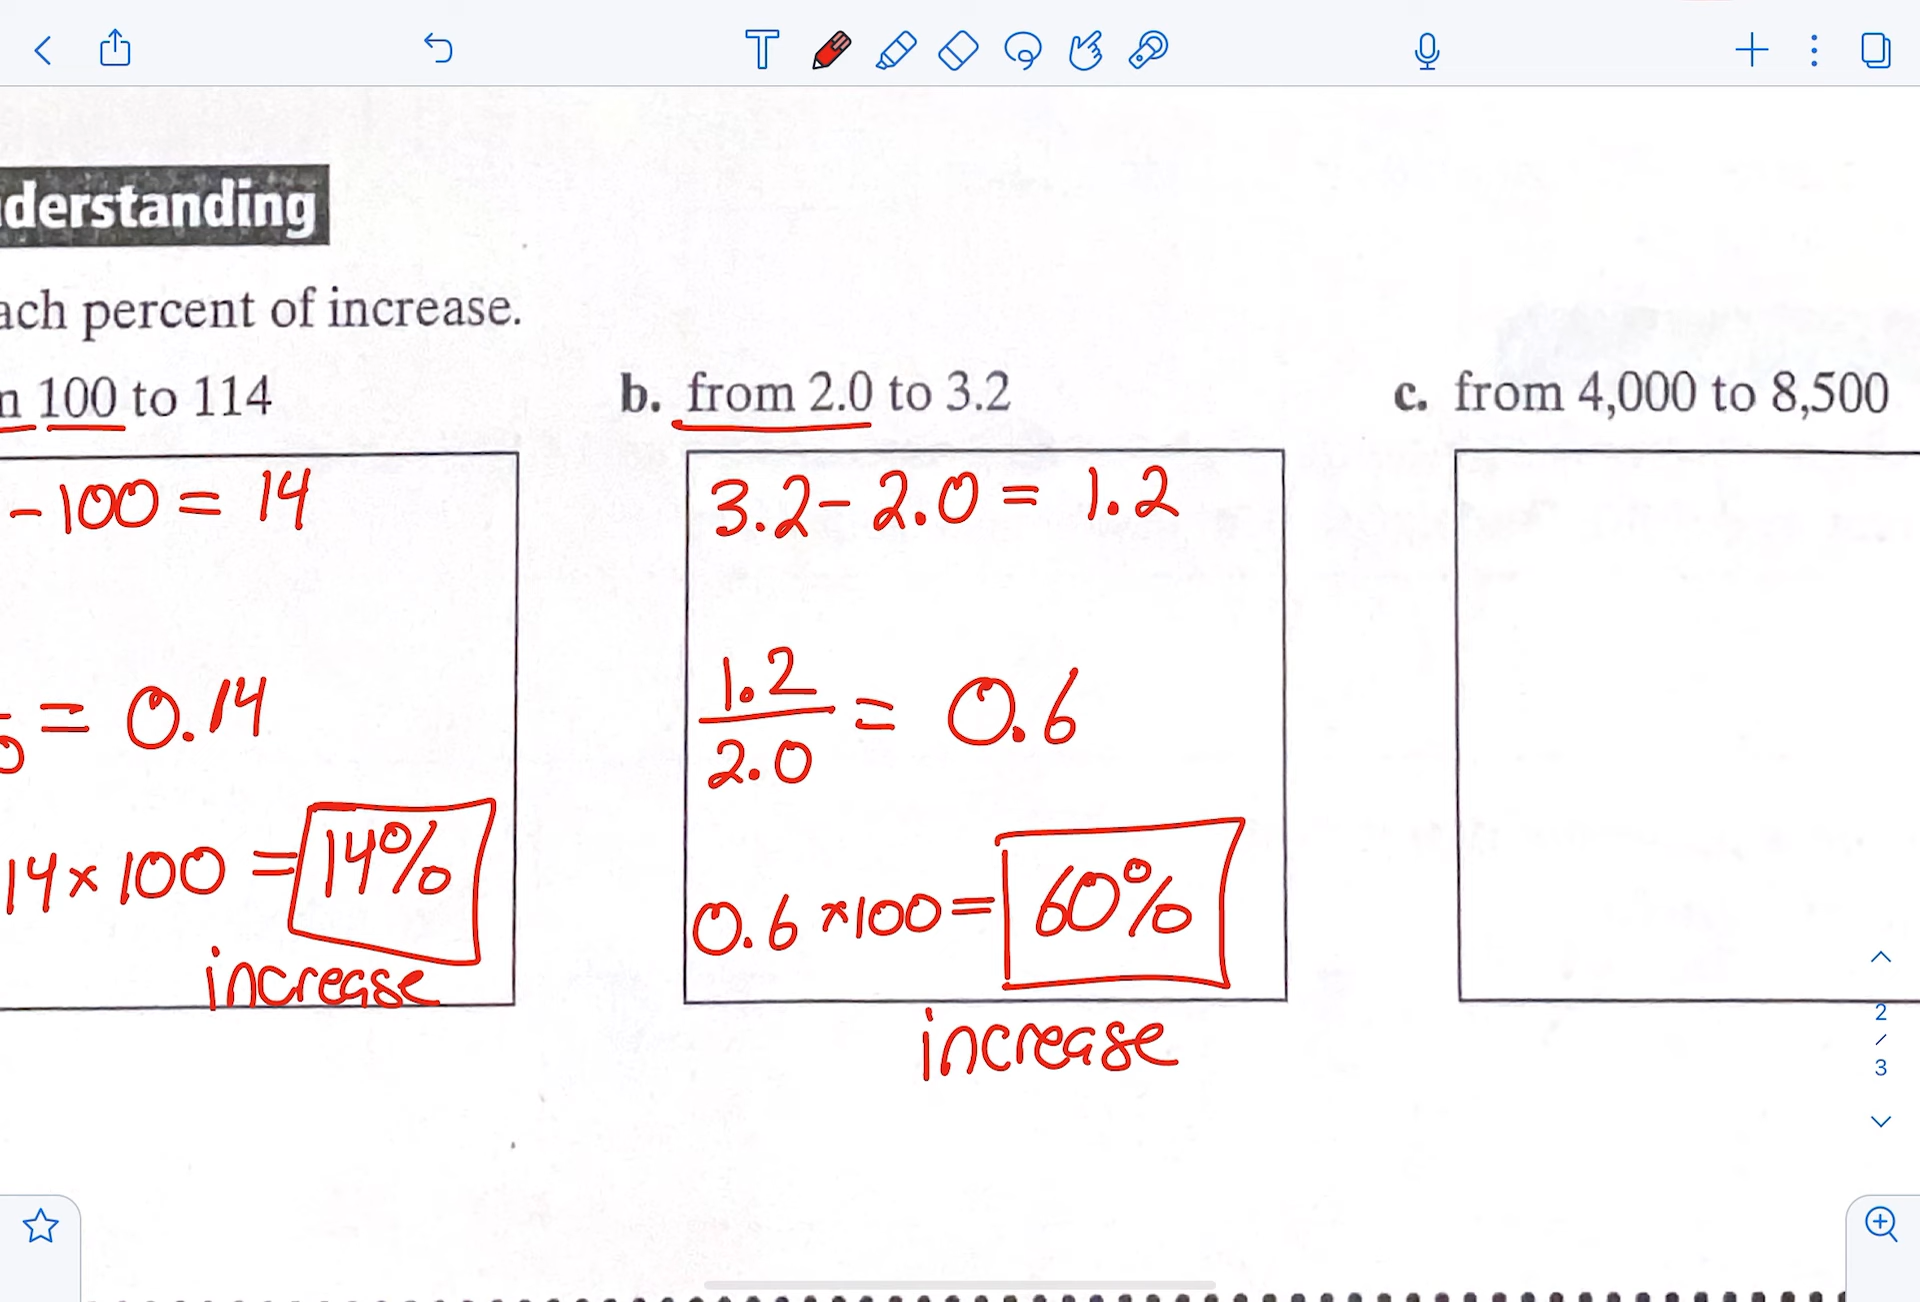 derstanding
ach percent of increase.
100 to 114
b. from 2.0 to 3.2
c. from 4,000 to 8,500
- 100 = 14
= 0.14
14 x 100 = 14%
increase
3.2 - 2.0 = 1.2
1.2
2.0
= 0.6
0.6 x 100 = 60%
increase
2
/
3